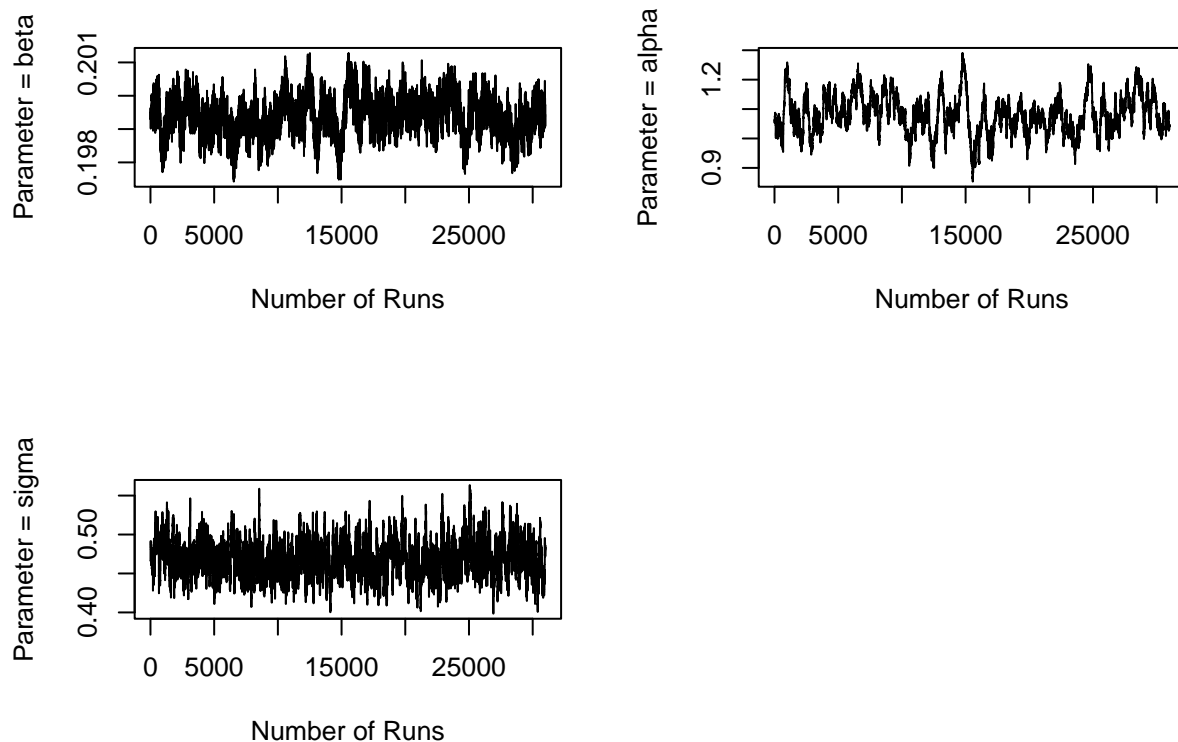 Parameter = beta
0.201
0.198
0 5000 15000 25000
Number of Runs
Parameter = alpha
1.2
0.9
0 5000 15000 25000
Number of Runs
Parameter = sigma
0.50
0.40
0 5000 15000 25000
Number of Runs